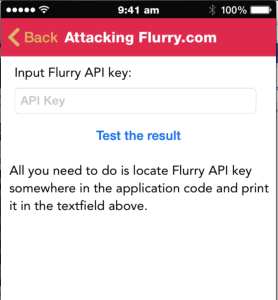 9:41 am 100%
Back Attacking Flurry.com
Input Flurry API key:
API Key
Test the result
All you need to do is locate Flurry API key
somewhere in the application code and print
it in the textfield above.